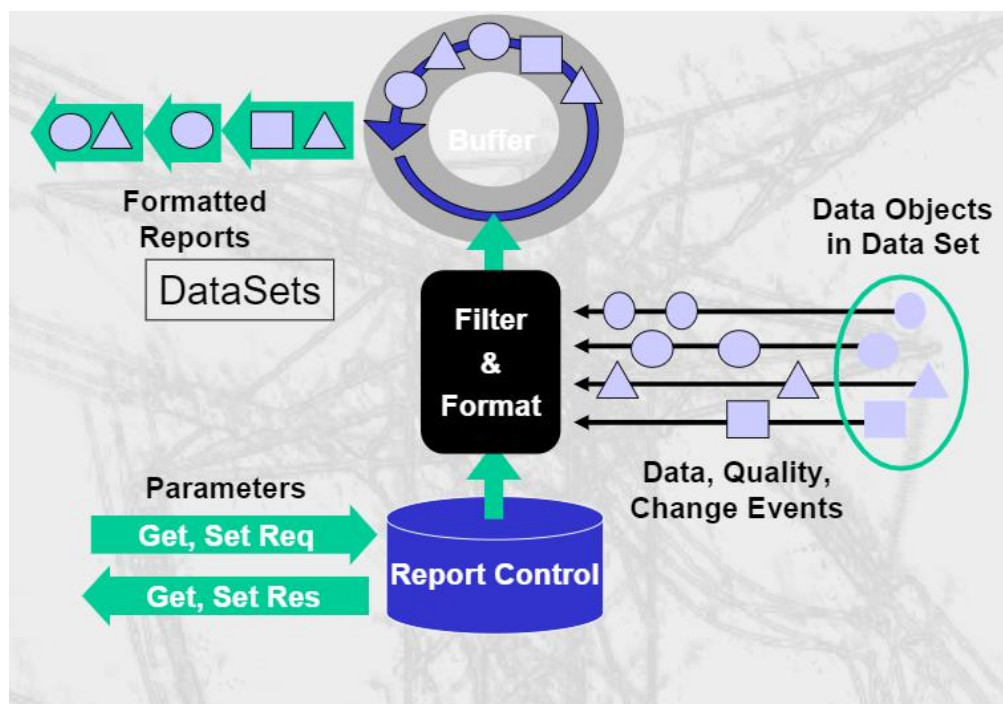 Buffer
Formatted
Reports
DataSets
Data Objects
in Data Set
Filter
&
Format
Data, Quality,
Change Events
Parameters
Get, Set Req
Get, Set Res
Report Control